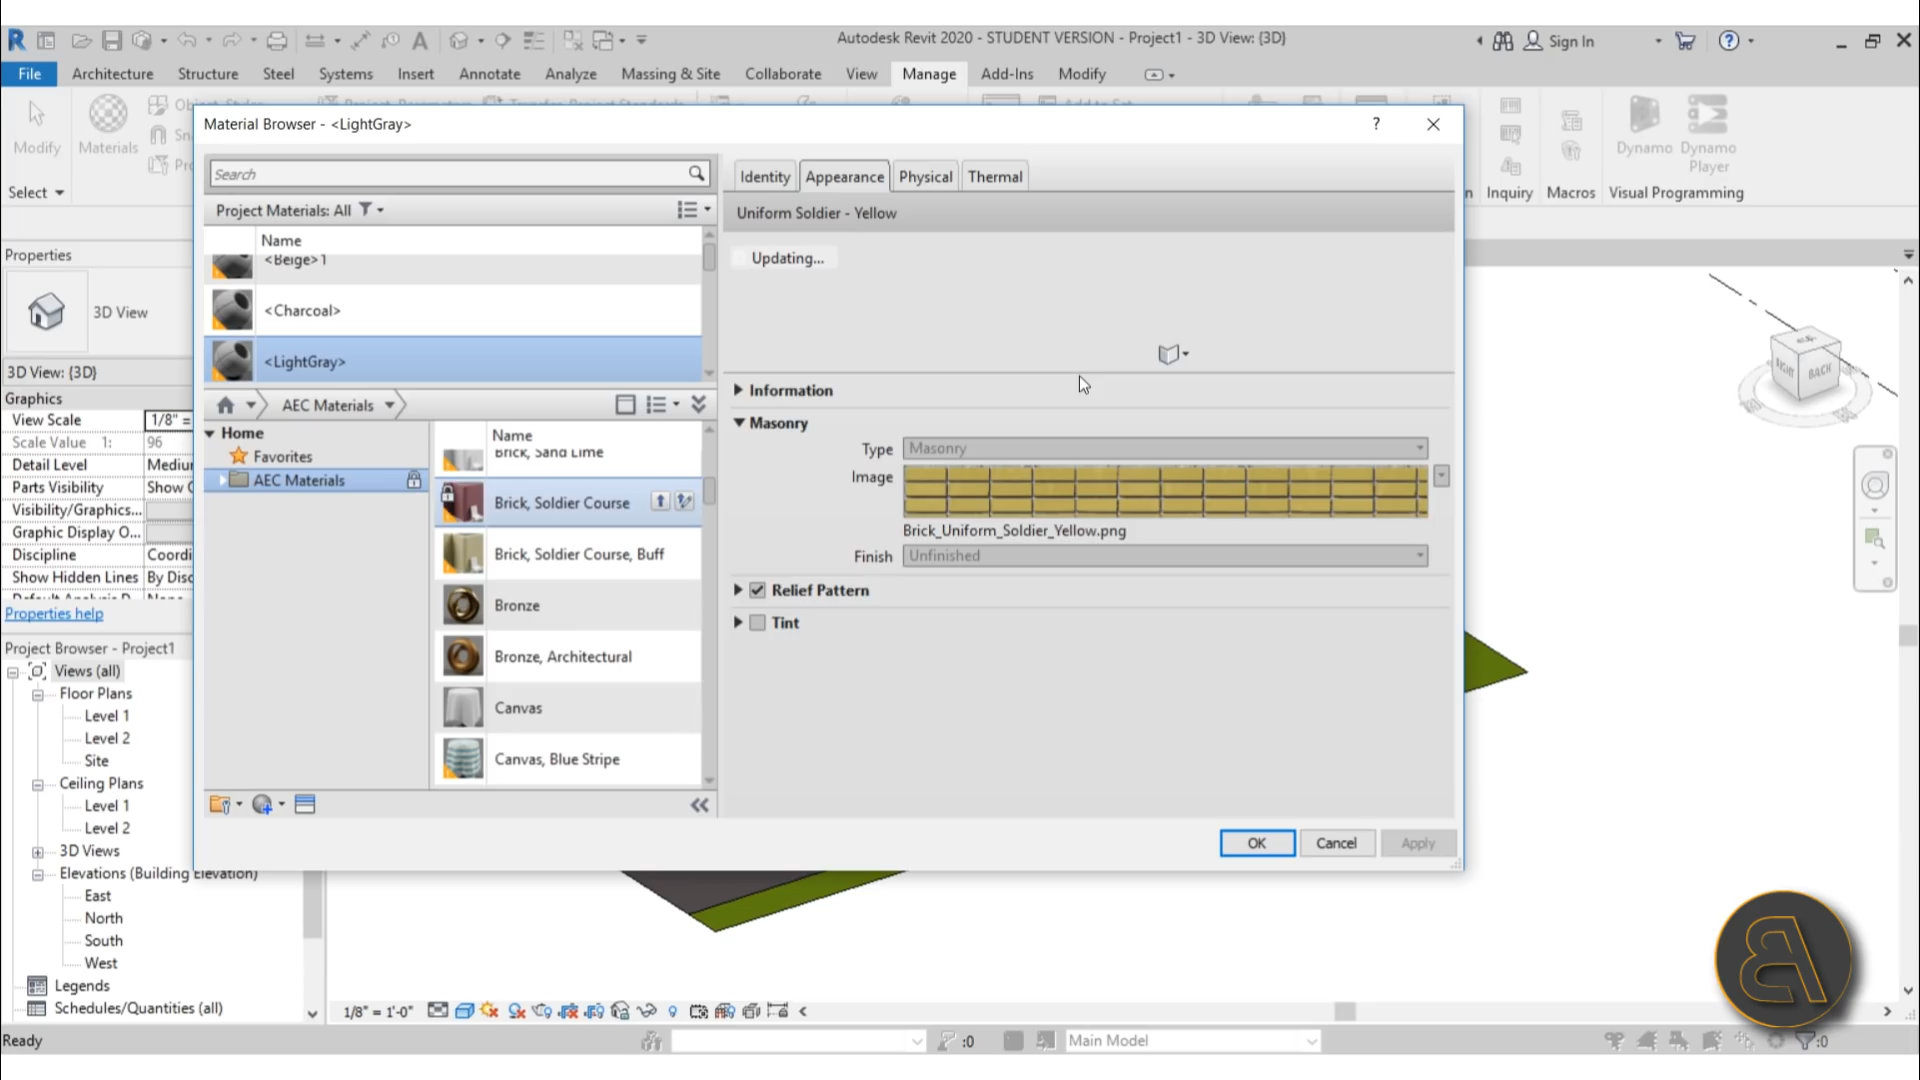 Autodesk Revit 2020 - STUDENT VERSION - Project1 - 3D View: {3D}
Sign In
File Architecture Structure Steel Systems Insert Annotate Analyze Massing & Site Collaborate View Manage Add-Ins Modify
Modify
Materials
Select
Inquiry
Macros
Dynamo
Dynamo Player
Visual Programming
Material Browser - <LightGray>
?
Search
Project Materials: All
Name
<Beige> 1
<Charcoal>
<LightGray>
AEC Materials
Home
Favorites
AEC Materials
Name
Brick, Sand Lime
Brick, Soldier Course
Brick, Soldier Course, Buff
Bronze
Bronze, Architectural
Canvas
Canvas, Blue Stripe
Identity Appearance Physical Thermal
Uniform Soldier - Yellow
Updating...
Information
Masonry
Type Masonry
Image
Brick_Uniform_Soldier_Yellow.png
Finish Unfinished
Relief Pattern
Tint
OK Cancel Apply
Properties
3D View
3D View: {3D}
Graphics
View Scale 1/8" =
Scale Value 1: 96
Detail Level Mediu
Parts Visibility Show O
Visibility/Graphics...
Graphic Display O...
Discipline Coordi
Show Hidden Lines By Disc
Properties help
Project Browser - Project1
Views (all)
Floor Plans
Level 1
Level 2
Site
Ceiling Plans
Level 1
Level 2
3D Views
Elevations (Building Elevation)
East
North
South
West
Legends
Schedules/Quantities (all)
BACK
1/8" = 1'-0"
Ready
:0
Main Model
:0